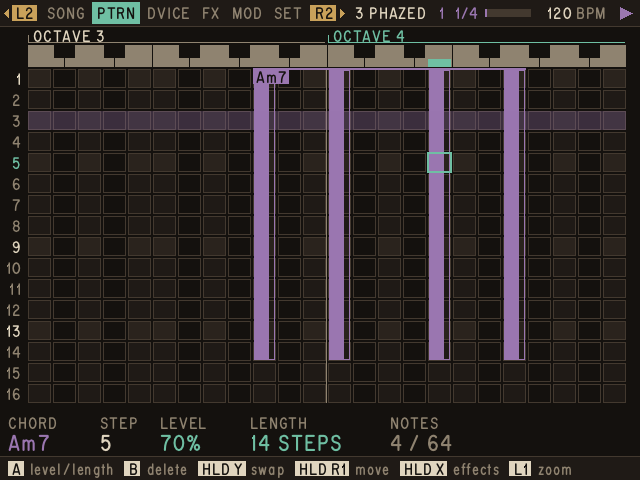 L2 SONG PTRN DVICE FX MOD SET R2 3 PHAZED 1 1/4 120 BPM
OCTAVE 3 OCTAVE 4
1 Am7
2
3
4
5
6
7
8
9
10
11
12
13
14
15
16
CHORD STEP LEVEL LENGTH NOTES
Am7 5 70% 14 STEPS 4 / 64
A level/length B delete HLD Y swap HLD R1 move HLD X effects L1 zoom